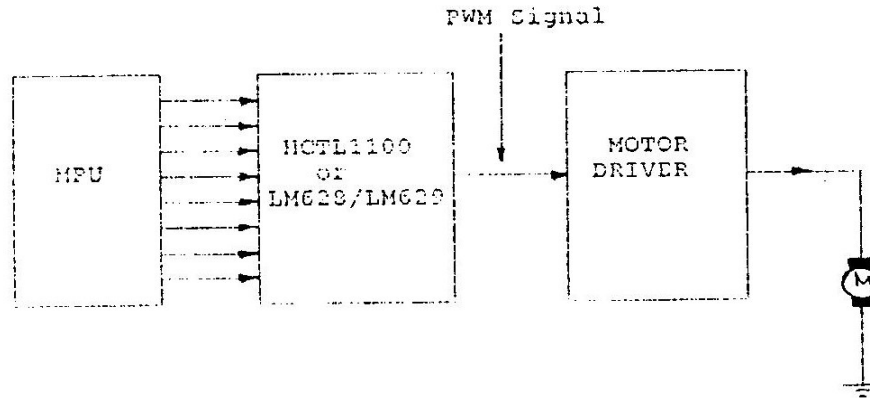 PWM Signal
MPU
HCTL1100
or
LM628/LM629
MOTOR
DRIVER
M